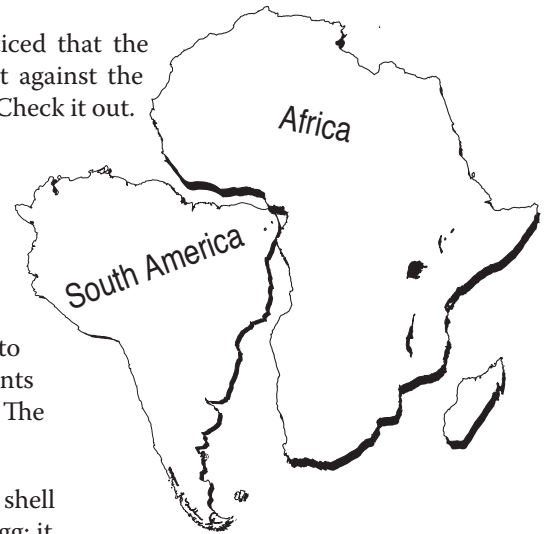 iced that the
t against the
Check it out.
Africa
South America
to
nts
The
shell
gg; it